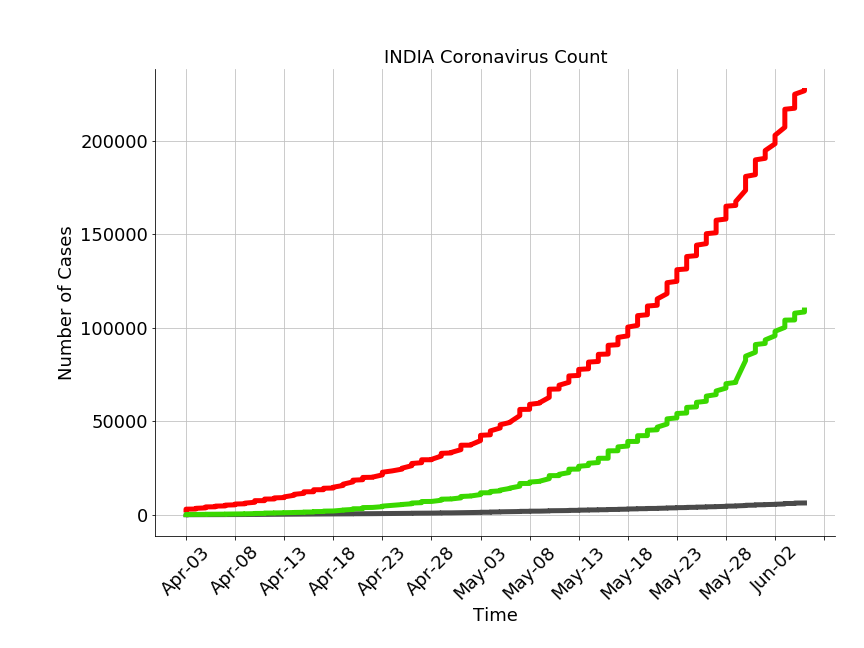 INDIA Coronavirus Count
Number of Cases
200000
150000
100000
50000
0
Apr-03
Apr-08
Apr-13
Apr-18
Apr-23
Apr-28
May-03
May-08
May-13
May-18
May-23
May-28
Jun-02
Time